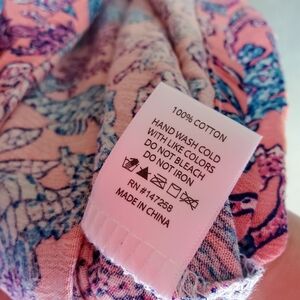 100% COTTON
HAND WASH COLD
WITH LIKE COLORS
DO NOT BLEACH
DO NOT IRON
RN #147258
MADE IN CHINA